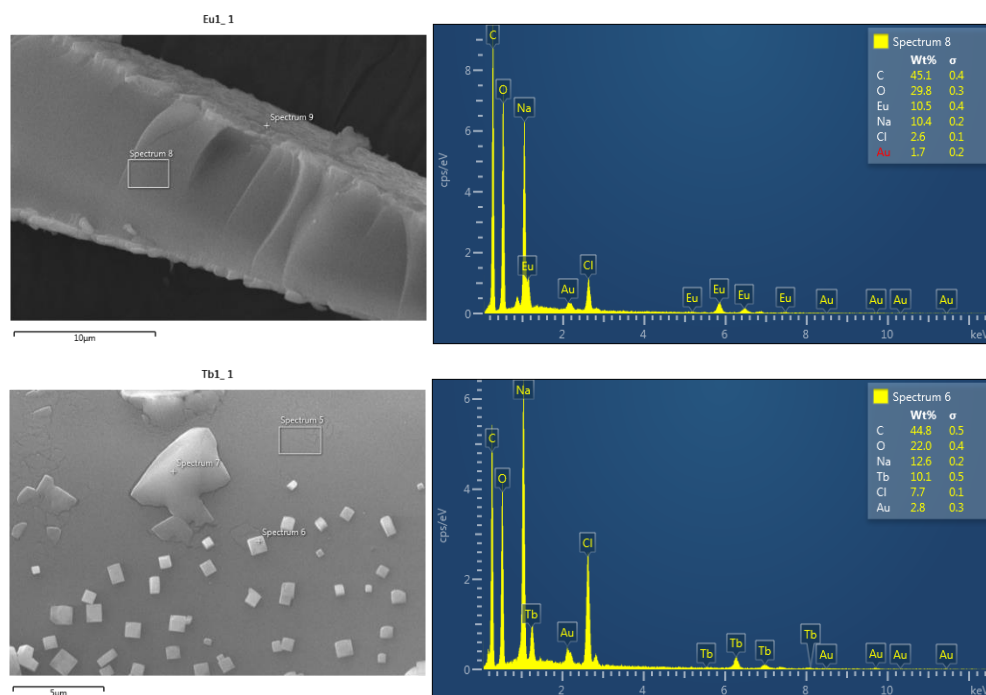 Eu1_ 1
Spectrum 9
Spectrum 8
10µm
C
O
Na
Eu
Au
Cl
Eu
Eu
Eu
Eu
Au
Au
Au
Au
8
6
4
2
0
cps/eV
2
4
6
8
10
keV
Spectrum 8
Wt% σ
C 45.1 0.4
O 29.8 0.3
Eu 10.5 0.4
Na 10.4 0.2
Cl 2.6 0.1
Au 1.7 0.2
Tb1_ 1
Spectrum 5
Spectrum 7
Spectrum 6
5µm
Na
C
O
Cl
Tb
Au
Tb
Tb
Tb
Tb
Au
Au
Au
Au
6
4
2
0
cps/eV
2
4
6
8
10
keV
Spectrum 6
Wt% σ
C 44.8 0.5
O 22.0 0.4
Na 12.6 0.2
Tb 10.1 0.5
Cl 7.7 0.1
Au 2.8 0.3